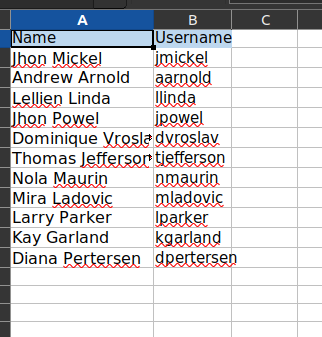 A B C
Name Username
Jhon Mickel jmickel
Andrew Arnold aarnold
Lellien Linda llinda
Jhon Powel jpowel
Dominique Vrosla dvroslav
Thomas Jefferson tjefferson
Nola Maurin nmaurin
Mira Ladovic mladovic
Larry Parker lparker
Kay Garland kgarland
Diana Pertersen dpertersen